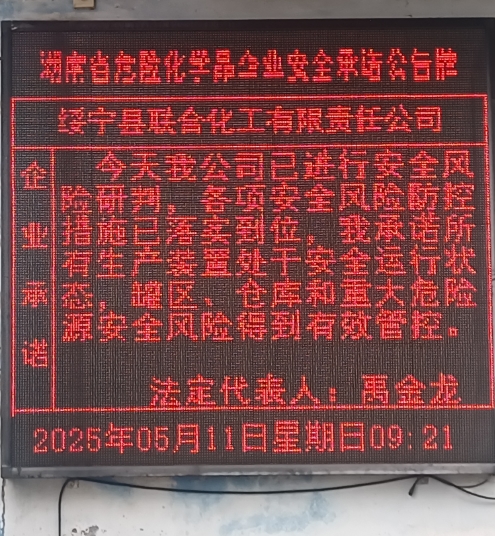 湖南省危险化学品企业安全承诺公告牌
绥宁县联合化工有限责任公司
企业承诺
今天我公司已进行安全风
险研判，各项安全风险防控
措施已落实到位，我承诺所
有生产装置处于安全运行状
态，罐区、仓库和重大危险
源安全风险得到有效管控。
法定代表人：禹金龙
2025年05月11日星期日09:21